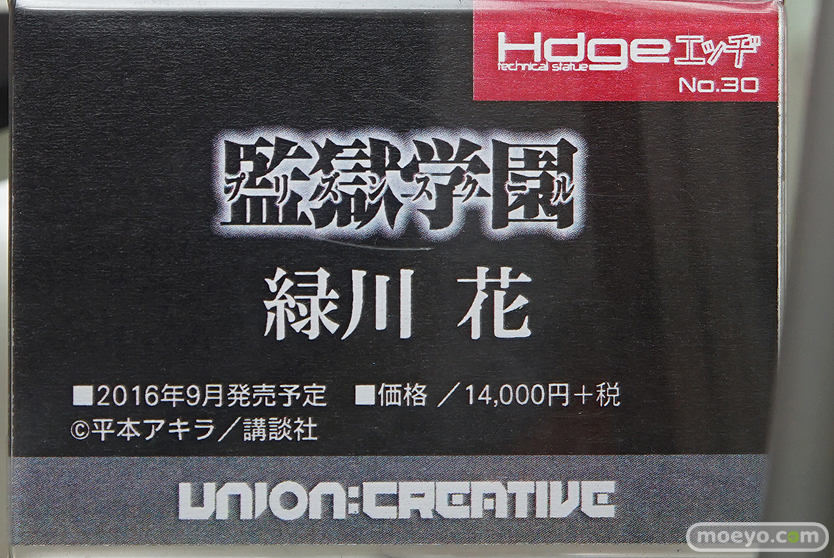 Hdgeエッヂ
technical statue
No.30
監獄学園
プリズンスクール
緑川 花
■2016年9月発売予定 ■価格 ／14,000円＋税
©平本アキラ／講談社
UNION:CREATIVE
moeyo.com